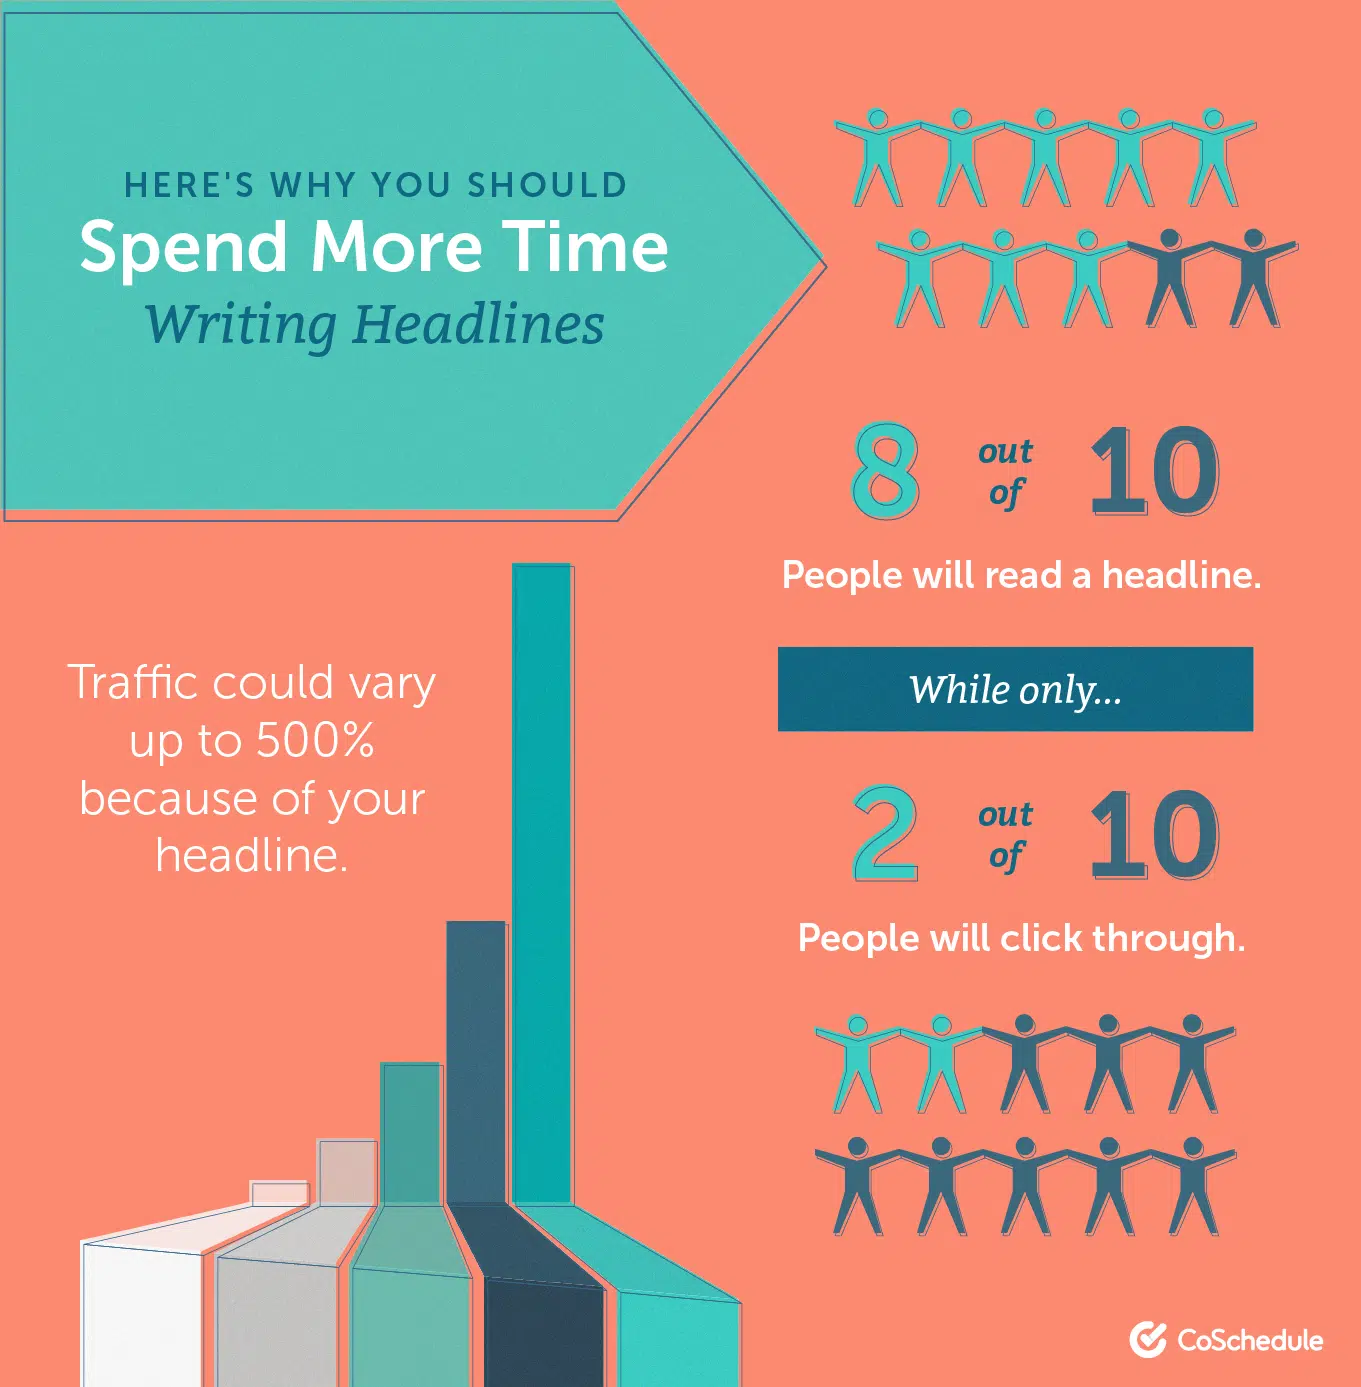 HERE'S WHY YOU SHOULD
Spend More Time
Writing Headlines
8 out of 10
People will read a headline.
While only...
2 out of 10
People will click through.
Traffic could vary
up to 500%
because of your
headline.
CoSchedule